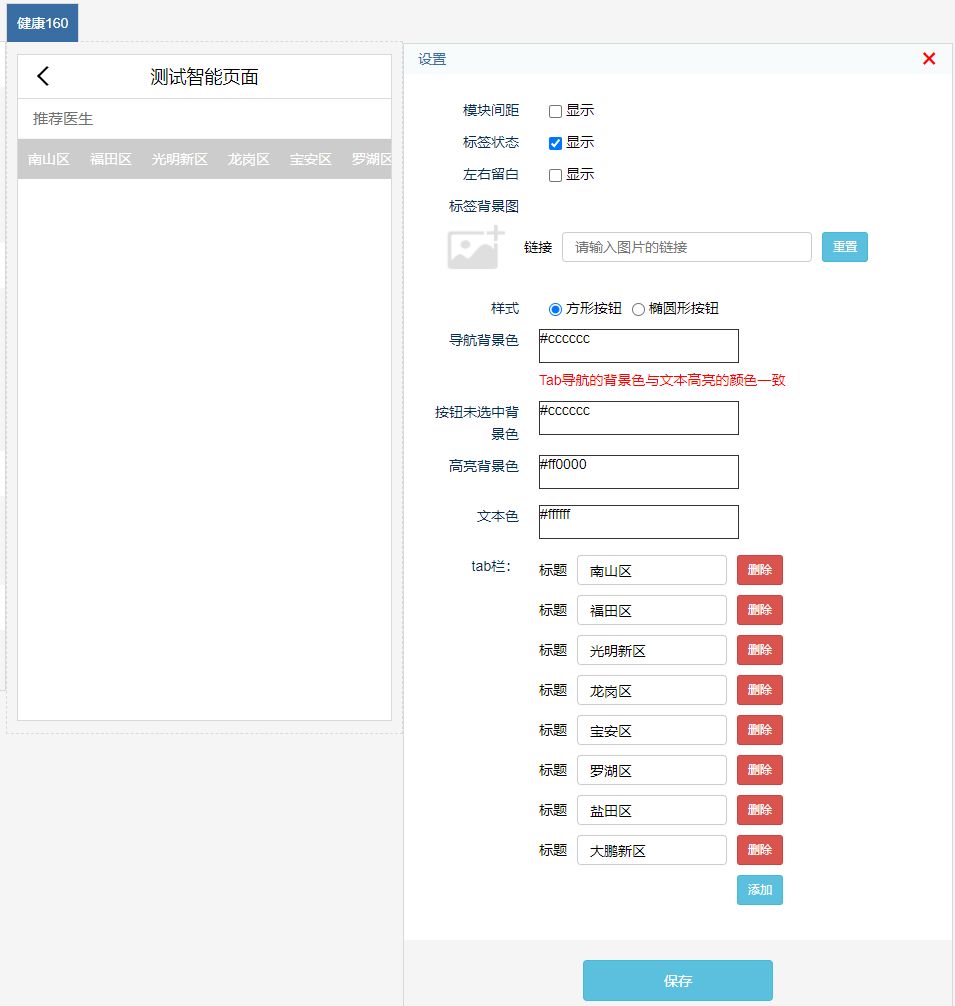 健康160
测试智能页面
推荐医生
南山区 福田区 光明新区 龙岗区 宝安区 罗湖区
设置
模块间距 显示
标签状态 显示
左右留白 显示
标签背景图
链接 请输入图片的链接 重置
样式 方形按钮 椭圆形按钮
导航背景色 #cccccc
Tab导航的背景色与文本高亮的颜色一致
按钮未选中背 #cccccc
景色
高亮背景色 #ff0000
文本色 #ffffff
tab栏： 标题 南山区 删除
标题 福田区 删除
标题 光明新区 删除
标题 龙岗区 删除
标题 宝安区 删除
标题 罗湖区 删除
标题 盐田区 删除
标题 大鹏新区 删除
添加
保存